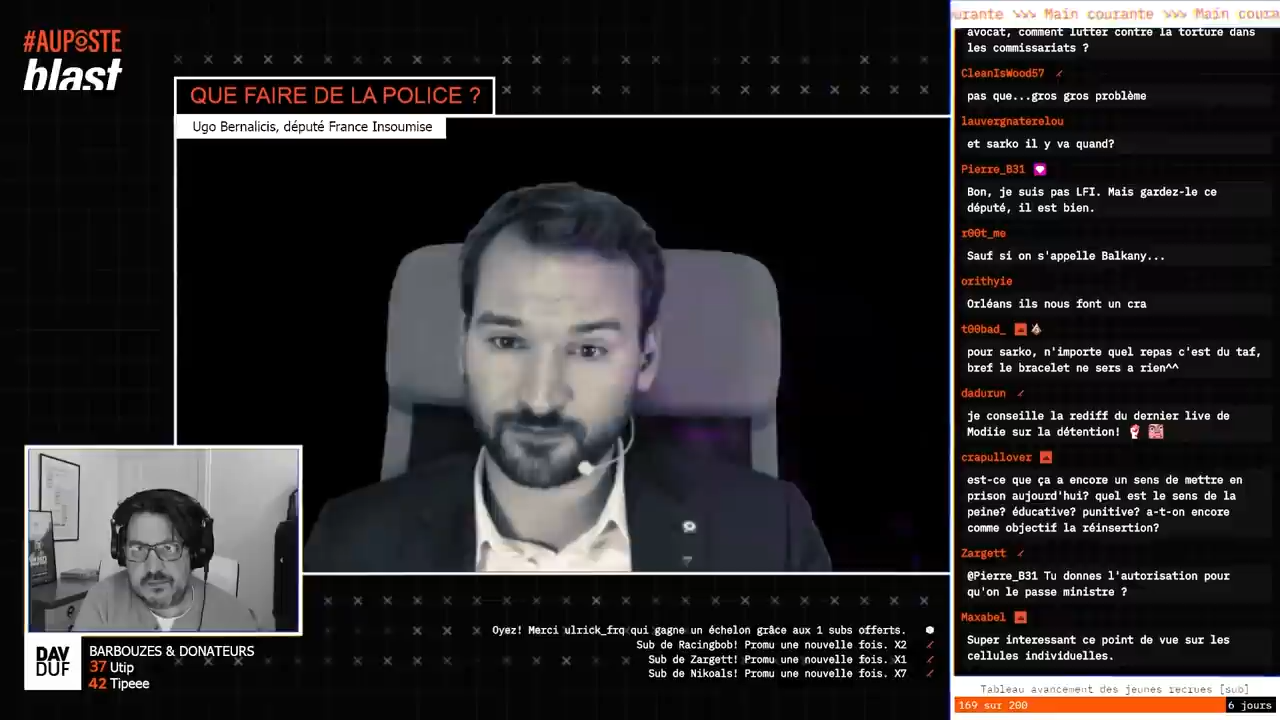 #AUPOSTE
blast
QUE FAIRE DE LA POLICE ?
Ugo Bernalicis, député France Insoumise
DAV
DUF
BARBOUZES & DONATEURS
37 Utip
42 Tipeee
Oyez! Merci ulrick_frq qui gagne un échelon grâce aux 1 subs offerts.
Sub de Racingbob! Promu une nouvelle fois. X2
Sub de Zargett! Promu une nouvelle fois. X1
Sub de Nikoals! Promu une nouvelle fois. X7
urante >>> Main courante >>> Main coura
avocat, comment lutter contre la torture dans
les commissariats ?
CleanIsWood57
pas que...gros gros problème
lauvergnaterelou
et sarko il y va quand?
Pierre_B31
Bon, je suis pas LFI. Mais gardez-le ce
député, il est bien.
r00t_me
Sauf si on s'appelle Balkany...
orithyie
Orléans ils nous font un cra
t00bad_
pour sarko, n'importe quel repas c'est du taf,
bref le bracelet ne sers a rien^^
dadurun
je conseille la rediff du dernier live de
Modiie sur la détention!
crapullover
est-ce que ça a encore un sens de mettre en
prison aujourd'hui? quel est le sens de la
peine? éducative? punitive? a-t-on encore
comme objectif la réinsertion?
Zargett
@Pierre_B31 Tu donnes l'autorisation pour
qu'on le passe ministre ?
Maxabel
Super interessant ce point de vue sur les
cellules individuelles.
Tableau avancement des jeunes recrues [sub]
169 sur 200
6 jours